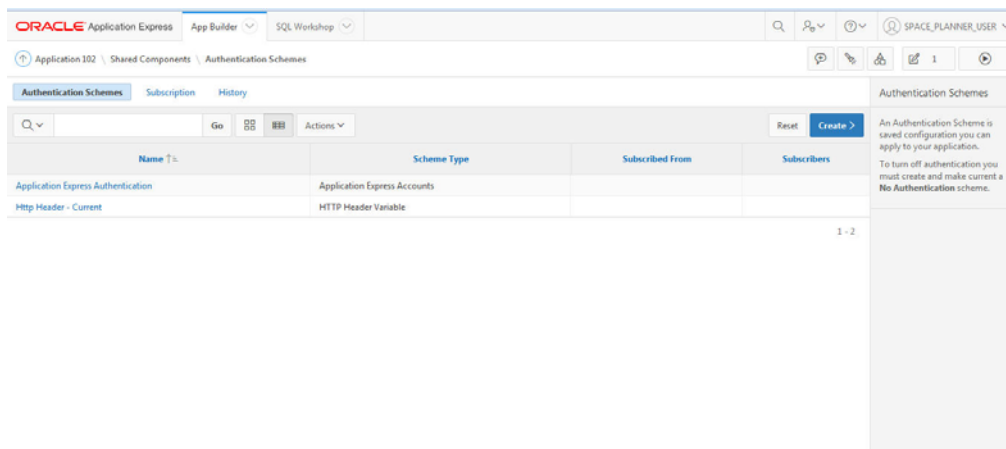 ORACLE Application Express App Builder SQL Workshop SPACE_PLANNER_USER
Application 102 \ Shared Components \ Authentication Schemes 1
Authentication Schemes Subscription History
Go Actions Reset Create >
Name Scheme Type Subscribed From Subscribers
Application Express Authentication Application Express Accounts
Http Header - Current HTTP Header Variable
1 - 2
Authentication Schemes
An Authentication Scheme is
saved configuration you can
apply to your application.
To turn off authentication you
must create and make current a
No Authentication scheme.